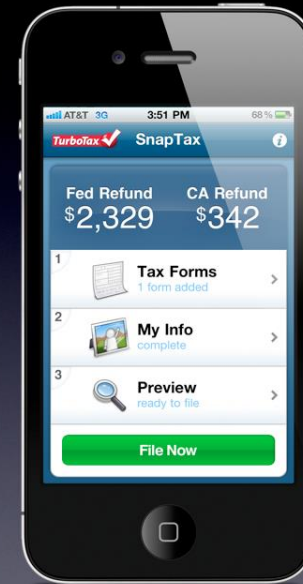 AT&T 3G 3:51 PM 68%
TurboTax SnapTax i
Fed Refund CA Refund
$2,329 $342
1
Tax Forms
1 form added
2
My Info
complete
3
Preview
ready to file
File Now